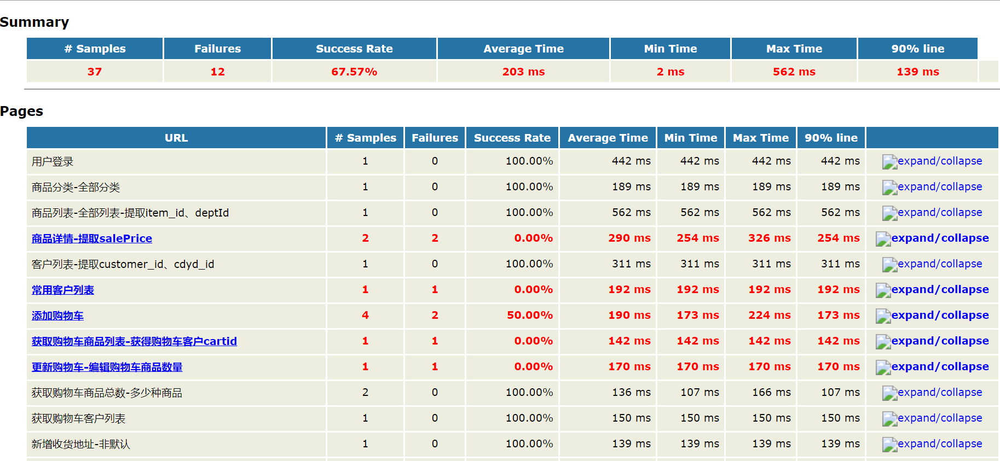 Summary
# Samples Failures Success Rate Average Time Min Time Max Time 90% line
37 12 67.57% 203 ms 2 ms 562 ms 139 ms
Pages
URL # Samples Failures Success Rate Average Time Min Time Max Time 90% line
用户登录 1 0 100.00% 442 ms 442 ms 442 ms 442 ms expand/collapse
商品分类-全部分类 1 0 100.00% 189 ms 189 ms 189 ms 189 ms expand/collapse
商品列表-全部列表-提取item_id、deptId 1 0 100.00% 562 ms 562 ms 562 ms 562 ms expand/collapse
商品详情-提取salePrice 2 2 0.00% 290 ms 254 ms 326 ms 254 ms expand/collapse
客户列表-提取customer_id、cdyd_id 1 0 100.00% 311 ms 311 ms 311 ms 311 ms expand/collapse
常用客户列表 1 1 0.00% 192 ms 192 ms 192 ms 192 ms expand/collapse
添加购物车 4 2 50.00% 190 ms 173 ms 224 ms 173 ms expand/collapse
获取购物车商品列表-获得购物车客户cartid 1 1 0.00% 142 ms 142 ms 142 ms 142 ms expand/collapse
更新购物车-编辑购物车商品数量 1 1 0.00% 170 ms 170 ms 170 ms 170 ms expand/collapse
获取购物车商品总数-多少种商品 2 0 100.00% 136 ms 107 ms 166 ms 107 ms expand/collapse
获取购物车客户列表 1 0 100.00% 150 ms 150 ms 150 ms 150 ms expand/collapse
新增收货地址-非默认 1 0 100.00% 139 ms 139 ms 139 ms 139 ms expand/collapse